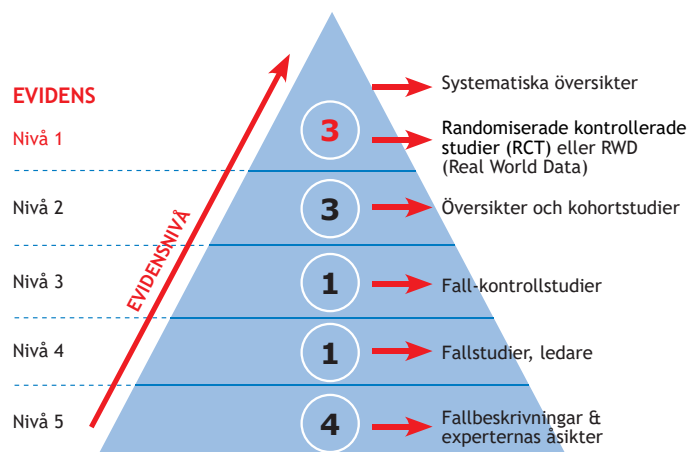 Systematiska översikter
EVIDENS
Nivå 1
3
Randomiserade kontrollerade
studier (RCT) eller RWD
(Real World Data)
EVIDENSNIVÅ
Nivå 2
3
Översikter och kohortstudier
Nivå 3
1
Fall-kontrollstudier
Nivå 4
1
Fallstudier, ledare
Nivå 5
4
Fallbeskrivningar &
experternas åsikter